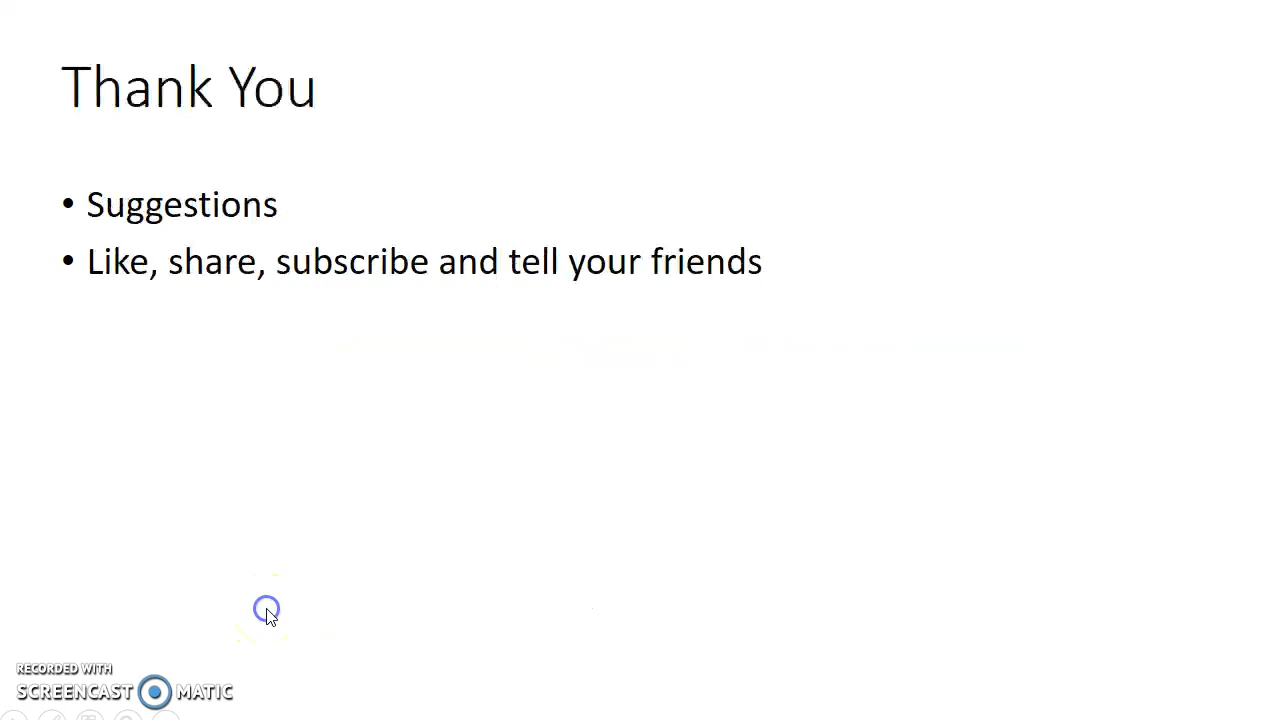 Thank You
• Suggestions
• Like, share, subscribe and tell your friends
RECORDED WITH
SCREENCAST MATIC